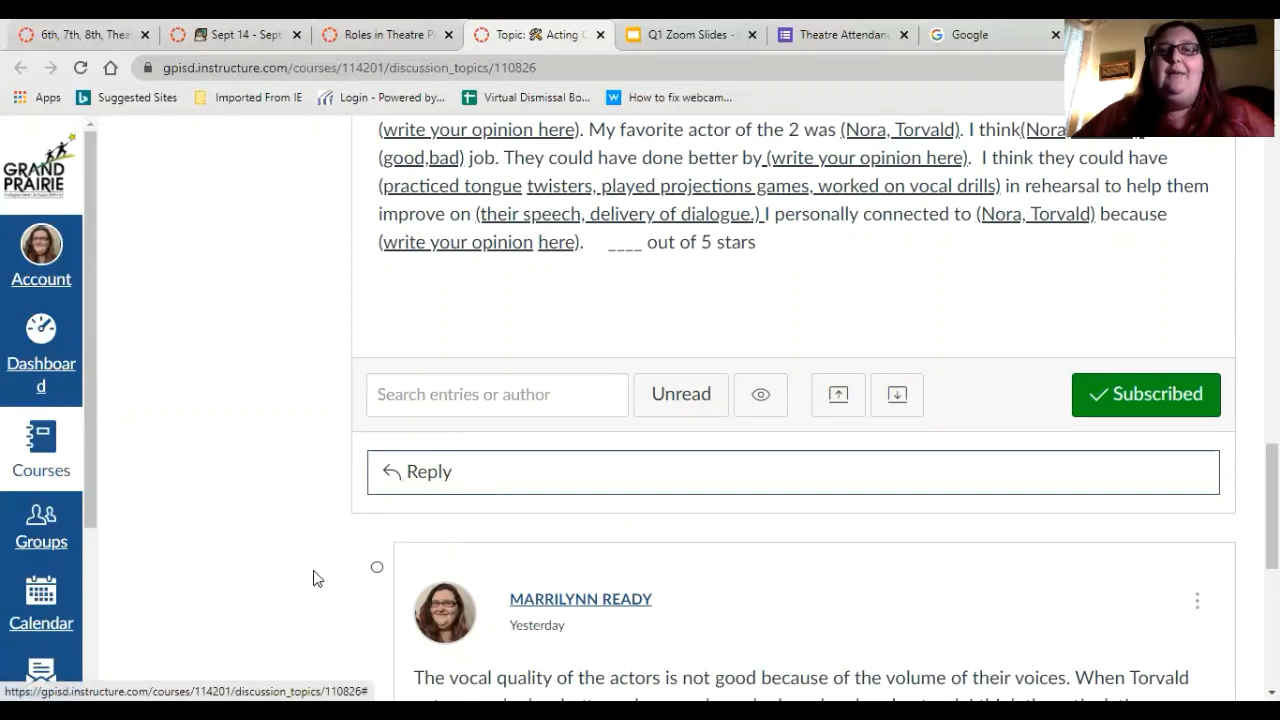 6th, 7th, 8th, Thea
Sept 14 - Sept
Roles in Theatre P
Topic: 🛠 Acting C
Q1 Zoom Slides -
Theatre Attendanc
Google
gpisd.instructure.com/courses/114201/discussion_topics/110826
Apps
Suggested Sites
Imported From IE
Login - Powered by...
Virtual Dismissal Bo...
How to fix webcam...
GRAND
PRAIRIE
Account
Dashboar
d
Courses
Groups
Calendar
(write your opinion here). My favorite actor of the 2 was (Nora, Torvald). I think(Nora,
(good,bad) job. They could have done better by (write your opinion here). I think they could have
(practiced tongue twisters, played projections games, worked on vocal drills) in rehearsal to help them
improve on (their speech, delivery of dialogue.) I personally connected to (Nora, Torvald) because
(write your opinion here). ____ out of 5 stars
Search entries or author
Unread
Subscribed
Reply
MARRILYNN READY
Yesterday
The vocal quality of the actors is not good because of the volume of their voices. When Torvald
https://gpisd.instructure.com/courses/114201/discussion_topics/110826#